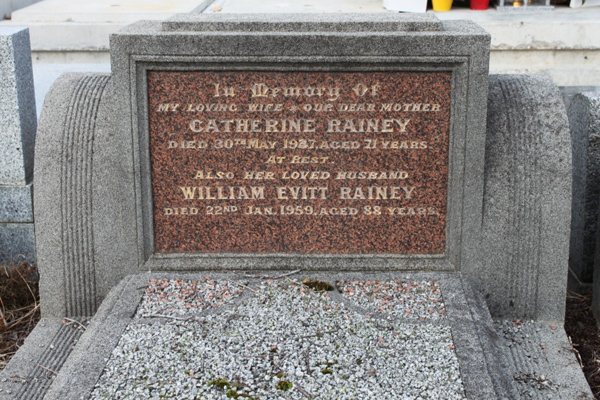 In Memory Of
MY LOVING WIFE & OUR DEAR MOTHER
CATHERINE RAINEY
DIED 30TH MAY 1937, AGED 71 YEARS
AT REST.
ALSO HER LOVED HUSBAND
WILLIAM EVITT RAINEY
DIED 22ND JAN. 1959, AGED 88 YEARS.